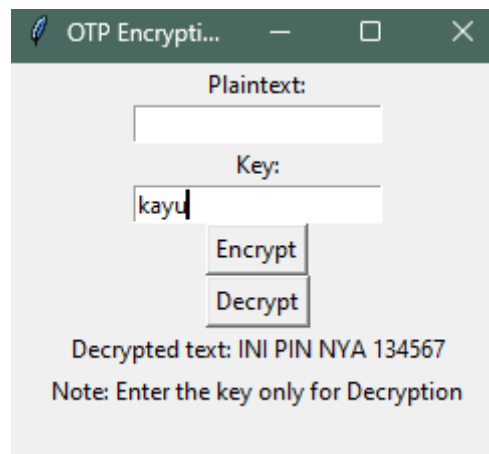 OTP Encrypti...
Plaintext:
Key:
kayu
Encrypt
Decrypt
Decrypted text: INI PIN NYA 134567
Note: Enter the key only for Decryption